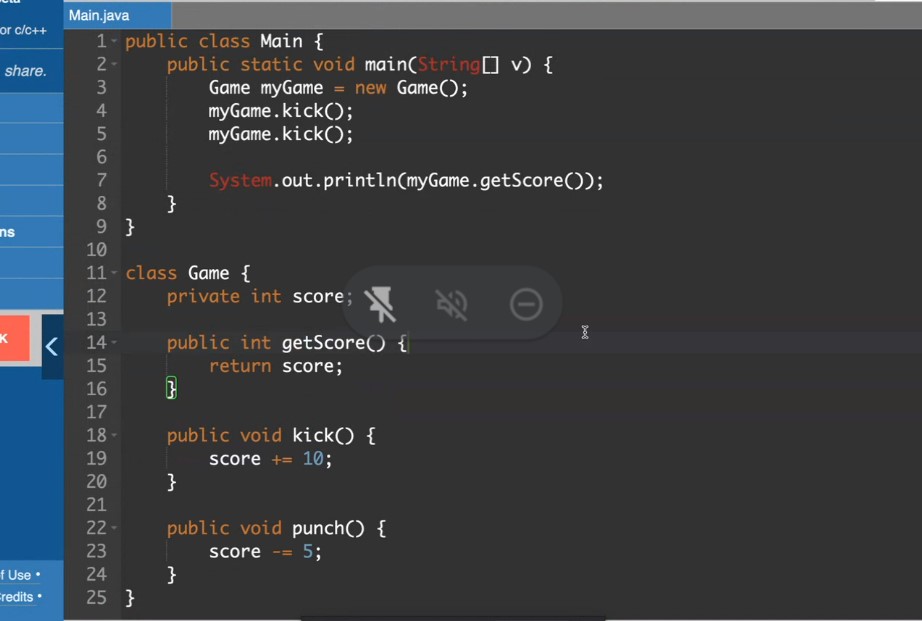 or c/c++
share.
ns
K
f Use •
redits •
Main.java
1 public class Main {
2 public static void main(String[] v) {
3 Game myGame = new Game();
4 myGame.kick();
5 myGame.kick();
6
7 System.out.println(myGame.getScore());
8 }
9 }
10
11 class Game {
12 private int score;
13
14 public int getScore() {
15 return score;
16 }
17
18 public void kick() {
19 score += 10;
20 }
21
22 public void punch() {
23 score -= 5;
24 }
25 }